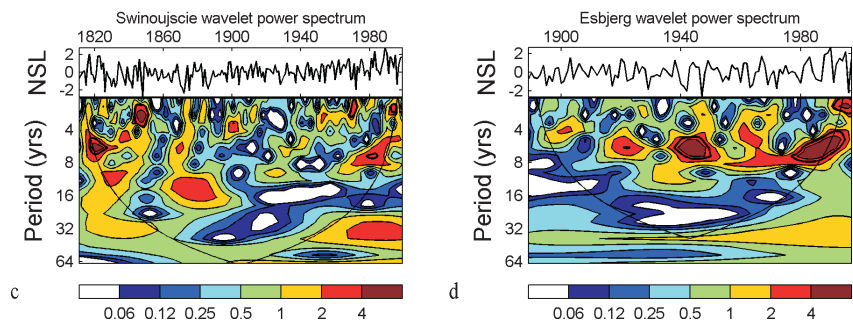 Swinoujscie wavelet power spectrum
1820 1860 1900 1940 1980
NSL
2
0
-2
Period (yrs)
4
8
16
32
64
c
0.06 0.12 0.25 0.5 1 2 4
Esbjerg wavelet power spectrum
1900 1940 1980
NSL
2
0
-2
Period (yrs)
4
8
16
32
64
d
0.06 0.12 0.25 0.5 1 2 4